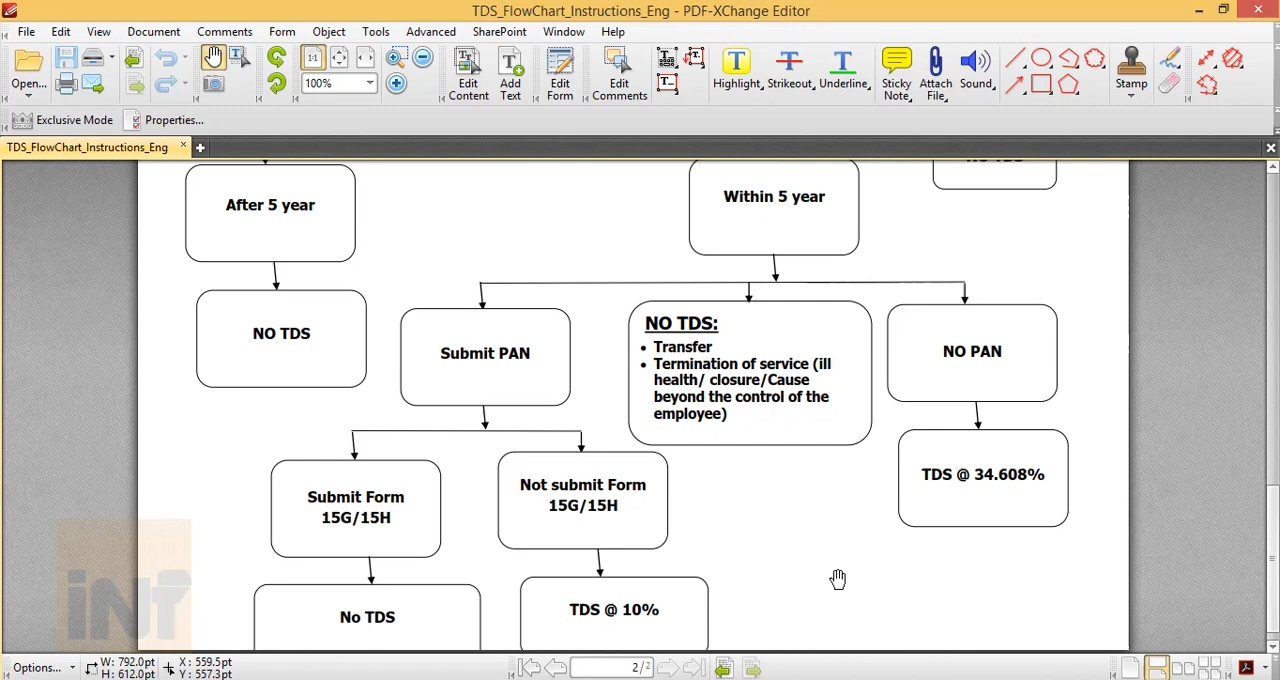 TDS_FlowChart_Instructions_Eng - PDF-XChange Editor
File Edit View Document Comments Form Object Tools Advanced SharePoint Window Help
Open...
100%
Edit Content
Add Text
Edit Form
Edit Comments
Highlight
Strikeout
Underline
Sticky Note
Attach File
Sound
Stamp
Exclusive Mode
Properties...
TDS_FlowChart_Instructions_Eng
After 5 year
Within 5 year
NO TDS
Submit PAN
NO TDS:
• Transfer
• Termination of service (ill
health/ closure/Cause
beyond the control of the
employee)
NO PAN
TDS @ 34.608%
Submit Form
15G/15H
Not submit Form
15G/15H
No TDS
TDS @ 10%
iNT
Options...
W: 792.0pt
H: 612.0pt
X: 559.5pt
Y: 557.3pt
2/2